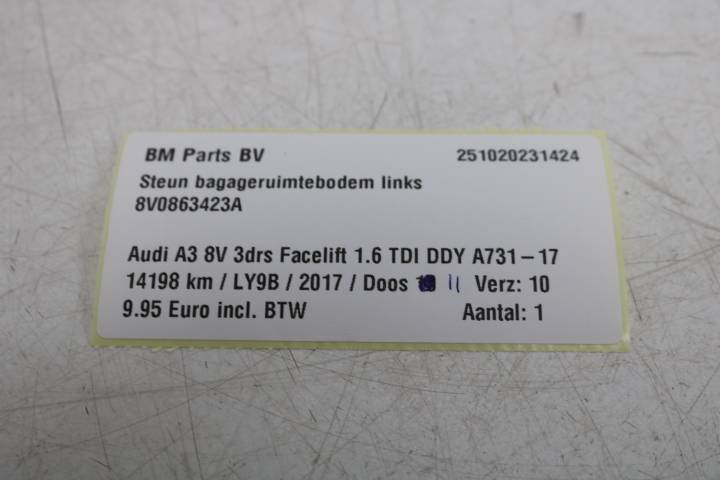 BM Parts BV 251020231424
Steun bagageruimtebodem links
8V0863423A
Audi A3 8V 3drs Facelift 1.6 TDI DDY A731-17
14198 km / LY9B / 2017 / Doos 11 Verz: 10
9.95 Euro incl. BTW Aantal: 1